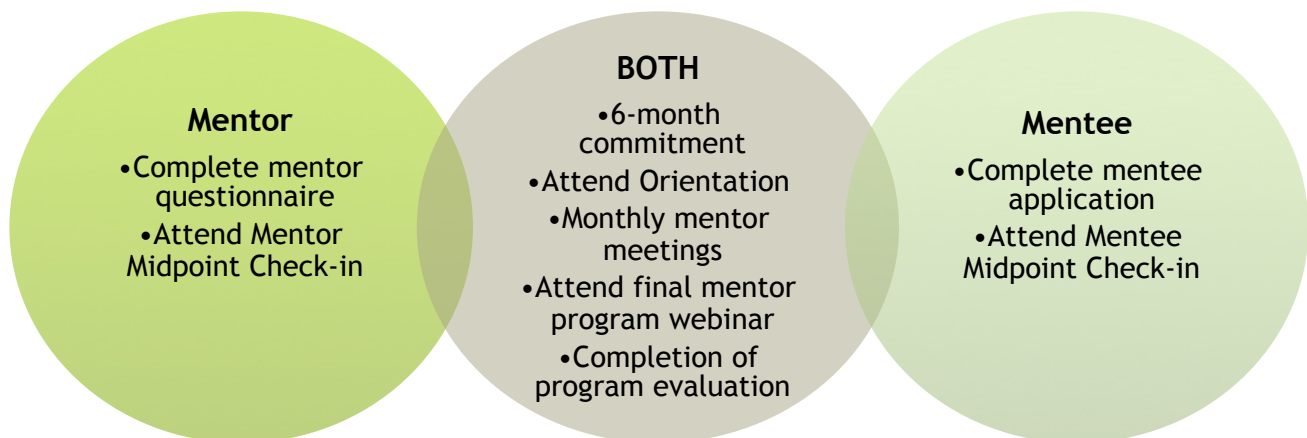 Mentor
•Complete mentor
questionnaire
•Attend Mentor
Midpoint Check-in
BOTH
•6-month
commitment
•Attend Orientation
•Monthly mentor
meetings
•Attend final mentor
program webinar
•Completion of
program evaluation
Mentee
•Complete mentee
application
•Attend Mentee
Midpoint Check-in